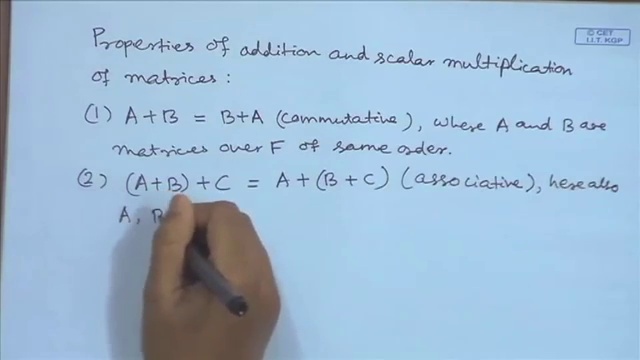 © CET
I.I.T. KGP
Properties of addition and scalar multiplication
of matrices :
(1) A+B = B+A (commutative), where A and B are
matrices over F of same order.
(2) (A+B)+C = A+(B+C) (associative), here also
A, B